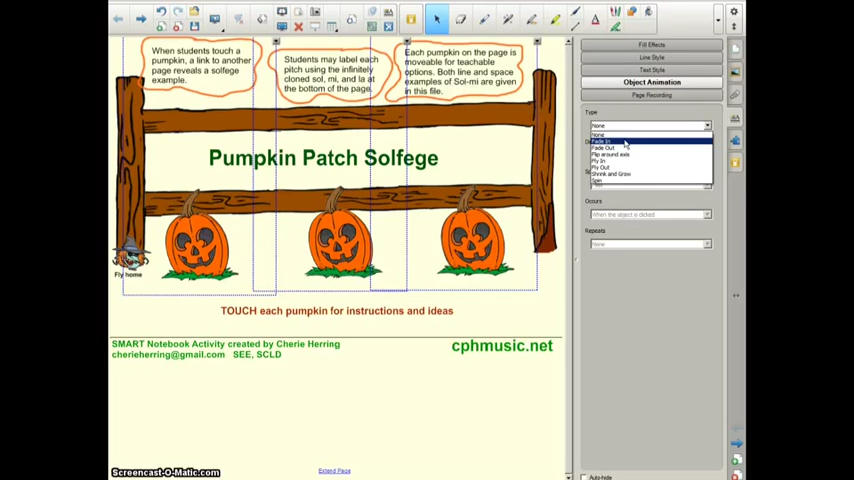 When students touch a
pumpkin, a link to another
page reveals a solfege
example.
Students may label each
pitch using the infinitely
cloned sol, mi, and la at
the bottom of the page.
Each pumpkin on the page is
moveable for teachable
options. Both line and space
examples of Sol-mi are given
in this file.
Pumpkin Patch Solfege
Fly home
TOUCH each pumpkin for instructions and ideas
SMART Notebook Activity created by Cherie Herring
cherieherring@gmail.com SEE, SCLD
cphmusic.net
Extend Page
Screencast-O-Matic.com
Fill Effects
Line Style
Text Style
Object Animation
Page Recording
Type
None
None
Fade In
Fade Out
Flip around axis
Fly In
Fly Out
Shrink and Grow
Spin
Occurs
When the object is clicked
Repeats
None
Auto-hide